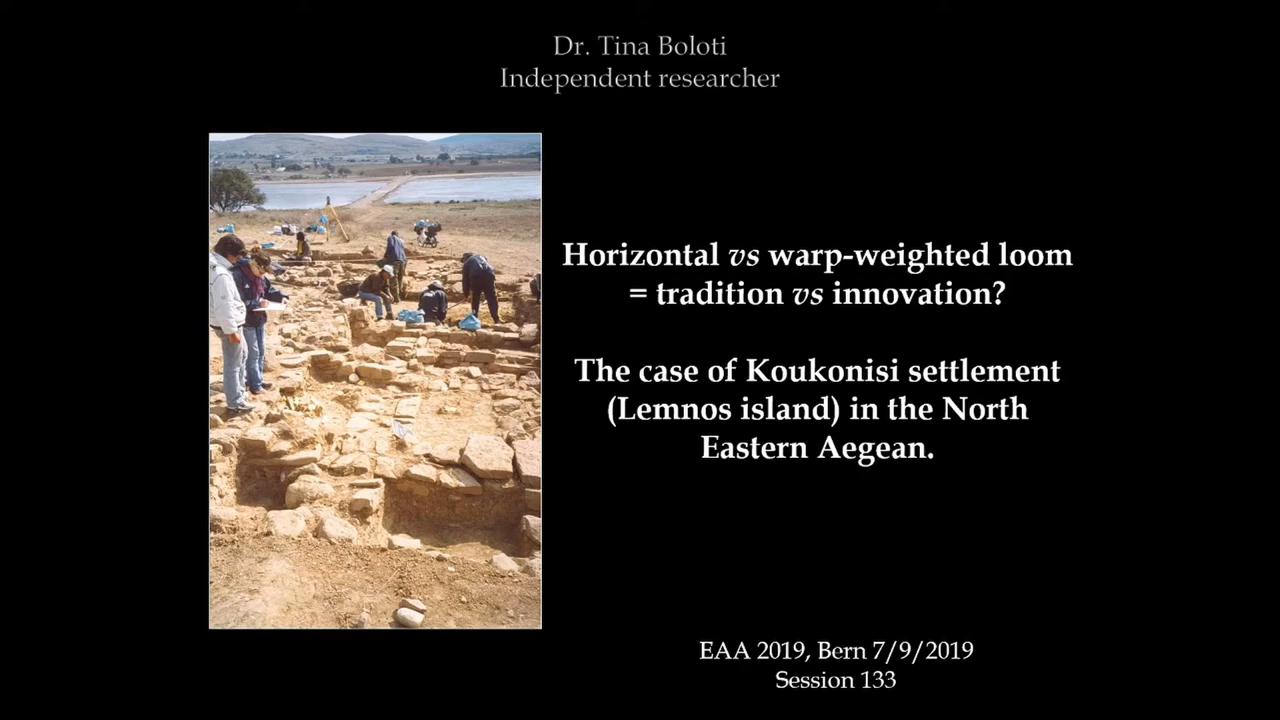 Dr. Tina Boloti
Independent researcher
Horizontal vs warp-weighted loom
= tradition vs innovation?
The case of Koukonisi settlement
(Lemnos island) in the North
Eastern Aegean.
EAA 2019, Bern 7/9/2019
Session 133